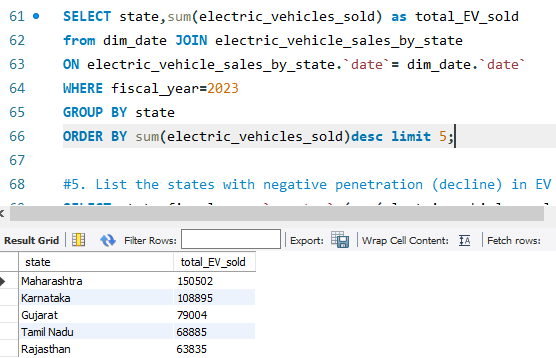 61 SELECT state,sum(electric_vehicles_sold) as total_EV_sold
62 from dim_date JOIN electric_vehicle_sales_by_state
63 ON electric_vehicle_sales_by_state.`date`= dim_date.`date`
64 WHERE fiscal_year=2023
65 GROUP BY state
66 ORDER BY sum(electric_vehicles_sold)desc limit 5;
67
68 #5. List the states with negative penetration (decline) in EV
Result Grid Filter Rows: Export: Wrap Cell Content: Fetch rows:
state total_EV_sold
Maharashtra 150502
Karnataka 108895
Gujarat 79004
Tamil Nadu 68885
Rajasthan 63835